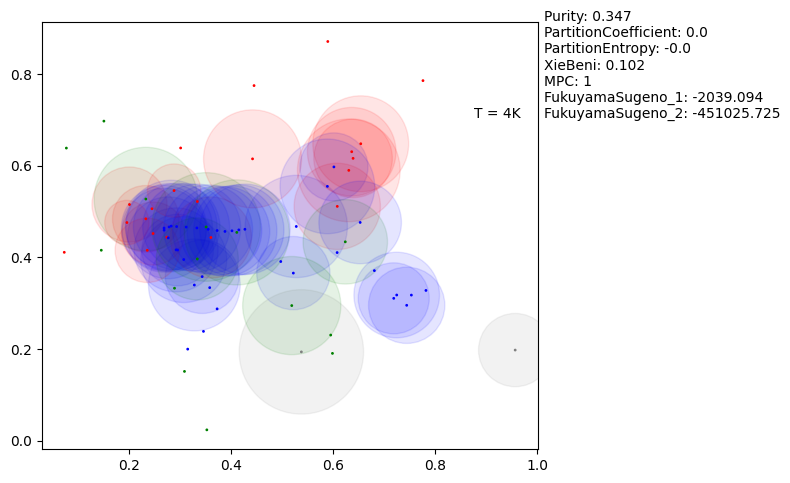 Purity: 0.347
PartitionCoefficient: 0.0
PartitionEntropy: -0.0
XieBeni: 0.102
MPC: 1
FukuyamaSugeno_1: -2039.094
FukuyamaSugeno_2: -451025.725
T = 4K
0.8
0.6
0.4
0.2
0.0
0.2 0.4 0.6 0.8 1.0